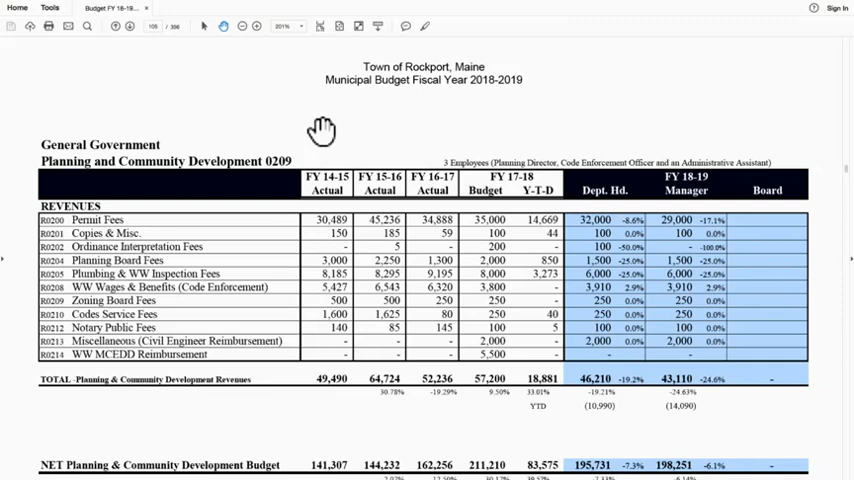 Home Tools Budget FY 18-19... × Sign In
105 / 356 201%
Town of Rockport, Maine
Municipal Budget Fiscal Year 2018-2019
General Government
Planning and Community Development 0209 3 Employees (Planning Director, Code Enforcement Officer and an Administrative Assistant)
FY 14-15 FY 15-16 FY 16-17 FY 17-18 FY 18-19
Actual Actual Actual Budget Y-T-D Dept. Hd. Manager Board
REVENUES
R0200 Permit Fees 30,489 45,236 34,888 35,000 14,669 32,000 -8.6% 29,000 -17.1%
R0201 Copies & Misc. 150 185 59 100 44 100 0.0% 100 0.0%
R0202 Ordinance Interpretation Fees - 5 - 200 - 100 -50.0% - -100.0%
R0204 Planning Board Fees 3,000 2,250 1,300 2,000 850 1,500 -25.0% 1,500 -25.0%
R0205 Plumbing & WW Inspection Fees 8,185 8,295 9,195 8,000 3,273 6,000 -25.0% 6,000 -25.0%
R0208 WW Wages & Benefits (Code Enforcement) 5,427 6,543 6,320 3,800 - 3,910 2.9% 3,910 2.9%
R0209 Zoning Board Fees 500 500 250 250 - 250 0.0% 250 0.0%
R0210 Codes Service Fees 1,600 1,625 80 250 40 250 0.0% 250 0.0%
R0212 Notary Public Fees 140 85 145 100 5 100 0.0% 100 0.0%
R0213 Miscellaneous (Civil Engineer Reimbursement) - - - 2,000 - 2,000 0.0% 2,000 0.0%
R0214 WW MCEDD Reimbursement - - - 5,500 - - -
TOTAL -Planning & Community Development Revenues 49,490 64,724 52,236 57,200 18,881 46,210 -19.2% 43,110 -24.6% -
30.78% -19.29% 9.50% 33.01% -19.21% -24.63%
YTD (10,990) (14,090)
NET Planning & Community Development Budget 141,307 144,232 162,256 211,210 83,575 195,731 -7.3% 198,251 -6.1% -
2.07% 12.50% 30.17% 39.57% -7.33% -6.14%